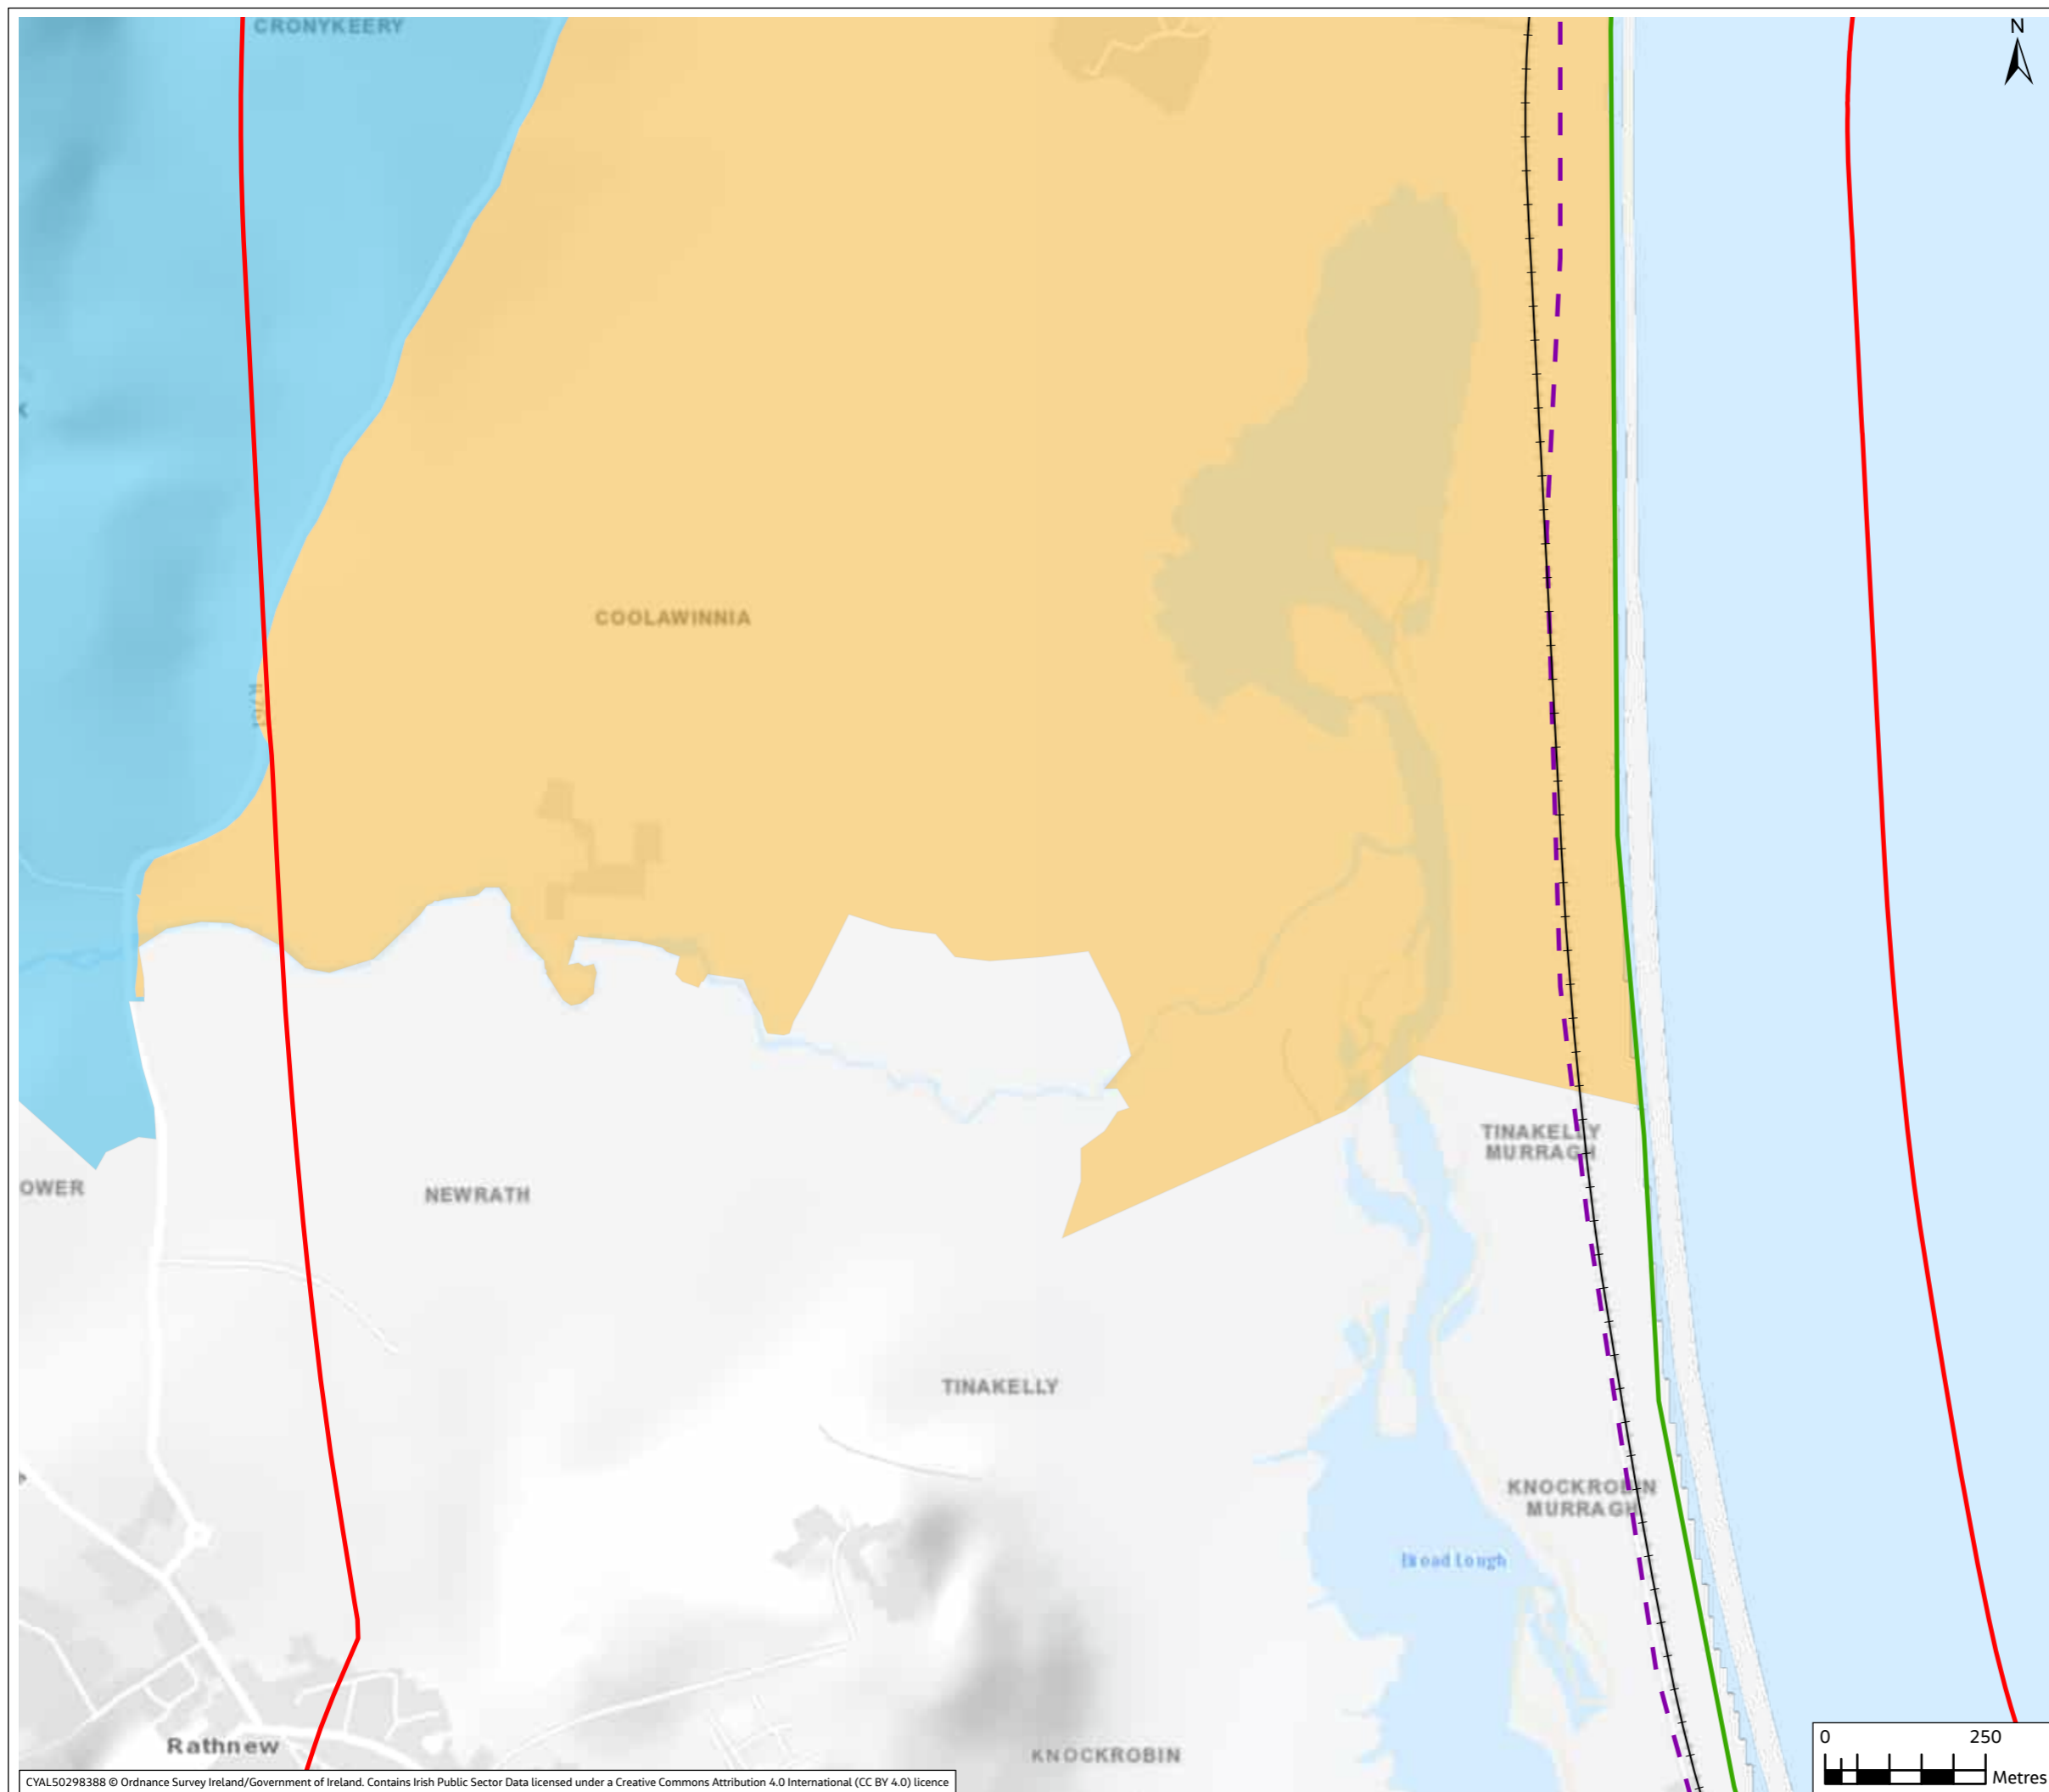 CRONYKEERY
N
COOLAWINNIA
R761
TINAKELLY
MURRAGH
OWER
NEWRATH
TINAKELLY
KNOCKROBIN
MURRAGH
Broad Lough
Rathnew
KNOCKROBIN
0 250
Metres
CYAL50298388 © Ordnance Survey Ireland/Government of Ireland. Contains Irish Public Sector Data licensed under a Creative Commons Attribution 4.0 International (CC BY 4.0) licence